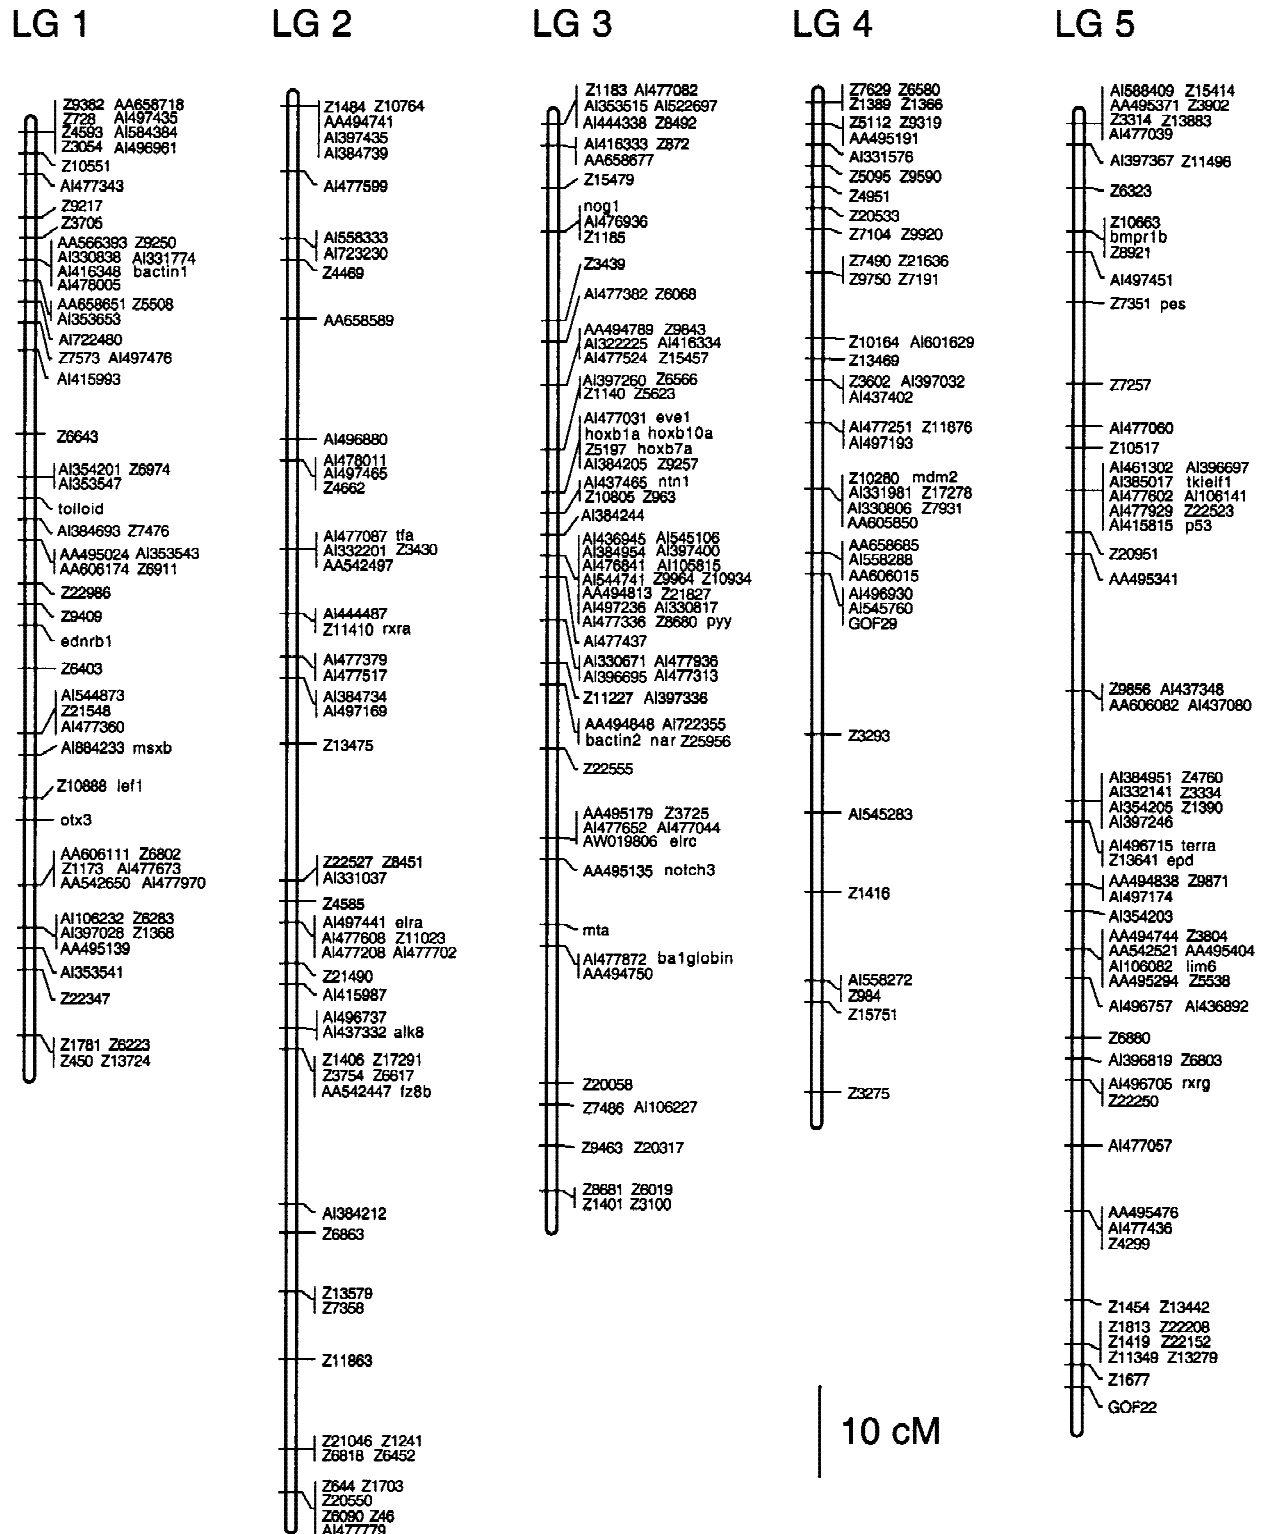 LG 1
Z9382 AA658718
Z728 AI497435
Z4593 AI584384
Z3054 AI496961
Z10551
AI477343
Z9217
Z3705
AA566393 Z9250
AI330838 AI331774
AI416348 bactin1
AI478005
AA658651 Z5508
AI353653
AI722480
Z7573 AI497476
AI415993
Z6643
AI354201 Z6974
AI353547
tolloid
AI384693 Z7476
AA495024 AI353543
AA606174 Z6911
Z22986
Z9409
ednrb1
Z6403
AI544873
Z21548
AI477360
AI884233 msxb
Z10888 lef1
otx3
AA606111 Z6802
Z1173 AI477673
AA542650 AI477970
AI106232 Z6283
AI397028 Z1368
AA495139
AI353541
Z22347
Z1781 Z6223
Z450 Z13724
LG 2
Z1484 Z10764
AA494741
AI397435
AI384739
AI477599
AI558333
AI723230
Z4469
AA658589
AI496880
AI478011
AI497465
Z4662
AI477087 tfa
AI332201 Z3430
AA542497
AI444487
Z11410 rxra
AI477379
AI477517
AI384734
AI497169
Z13475
Z22527 Z8451
AI331037
Z4585
AI497441 elra
AI477608 Z11023
AI477208 AI477702
Z21490
AI415987
AI496737
AI437332 alk8
Z1406 Z17291
Z3754 Z6617
AA542447 fz8b
AI384212
Z6863
Z13579
Z7358
Z11863
Z21046 Z1241
Z6818 Z6452
Z644 Z1703
Z20550
Z6090 Z46
AI477779
LG 3
Z1183 AI477082
AI353515 AI522697
AI444338 Z8492
AI416333 Z872
AA658677
Z15479
nog1
AI476936
Z1185
Z3439
AI477382 Z6068
AA494789 Z9843
AI322225 AI416334
AI477524 Z15457
AI397260 Z6566
Z1140 Z5623
AI477031 eve1
hoxb1a hoxb10a
Z5197 hoxb7a
AI384205 Z9257
AI437465 ntn1
Z10805 Z963
AI384244
AI436945 AI545106
AI384954 AI397400
AI476841 AI105815
AI544741 Z9964 Z10934
AA494813 Z21827
AI497236 AI330817
AI477336 Z8680 pyy
AI477437
AI330671 AI477936
AI396695 AI477313
Z11227 AI397336
AA494848 AI722355
bactin2 nar Z25956
Z22555
AA495179 Z3725
AI477652 AI477044
AW019806 elrc
AA495135 notch3
mta
AI477872 ba1globin
AA494750
Z20058
Z7486 AI106227
Z9463 Z20317
Z8681 Z6019
Z1401 Z3100
LG 4
Z7629 Z6580
Z1389 Z1366
Z5112 Z9319
AA495191
AI331576
Z5095 Z9590
Z4951
Z20533
Z7104 Z9920
Z7490 Z21636
Z9750 Z7191
Z10164 AI601629
Z13469
Z3602 AI397032
AI437402
AI477251 Z11876
AI497193
Z10280 mdm2
AI331981 Z17278
AI330806 Z7931
AA605850
AA658685
AI558288
AA606015
AI496930
AI545760
GOF29
Z3293
AI545283
Z1416
AI558272
Z984
Z15751
Z3275
10 cM
LG 5
AI588409 Z15414
AA495371 Z3902
Z3314 Z13883
AI477039
AI397367 Z11496
Z6323
Z10663
bmpr1b
Z8921
AI497451
Z7351 pes
Z7257
AI477060
Z10517
AI461302 AI396697
AI385017 tkleif1
AI477602 AI106141
AI477929 Z22523
AI415815 p53
Z20951
AA495341
Z9856 AI437348
AA606082 AI437080
AI384951 Z4760
AI332141 Z3334
AI354205 Z1390
AI397246
AI496715 terra
Z13641 epd
AA494838 Z9871
AI497174
AI354203
AA494744 Z3804
AA542521 AA495404
AI106082 lim6
AA495294 Z5538
AI496757 AI436892
Z6880
AI396819 Z6803
AI496705 rxrg
Z22250
AI477057
AA495476
AI477436
Z4299
Z1454 Z13442
Z1813 Z22208
Z1419 Z22152
Z11349 Z13279
Z1677
GOF22